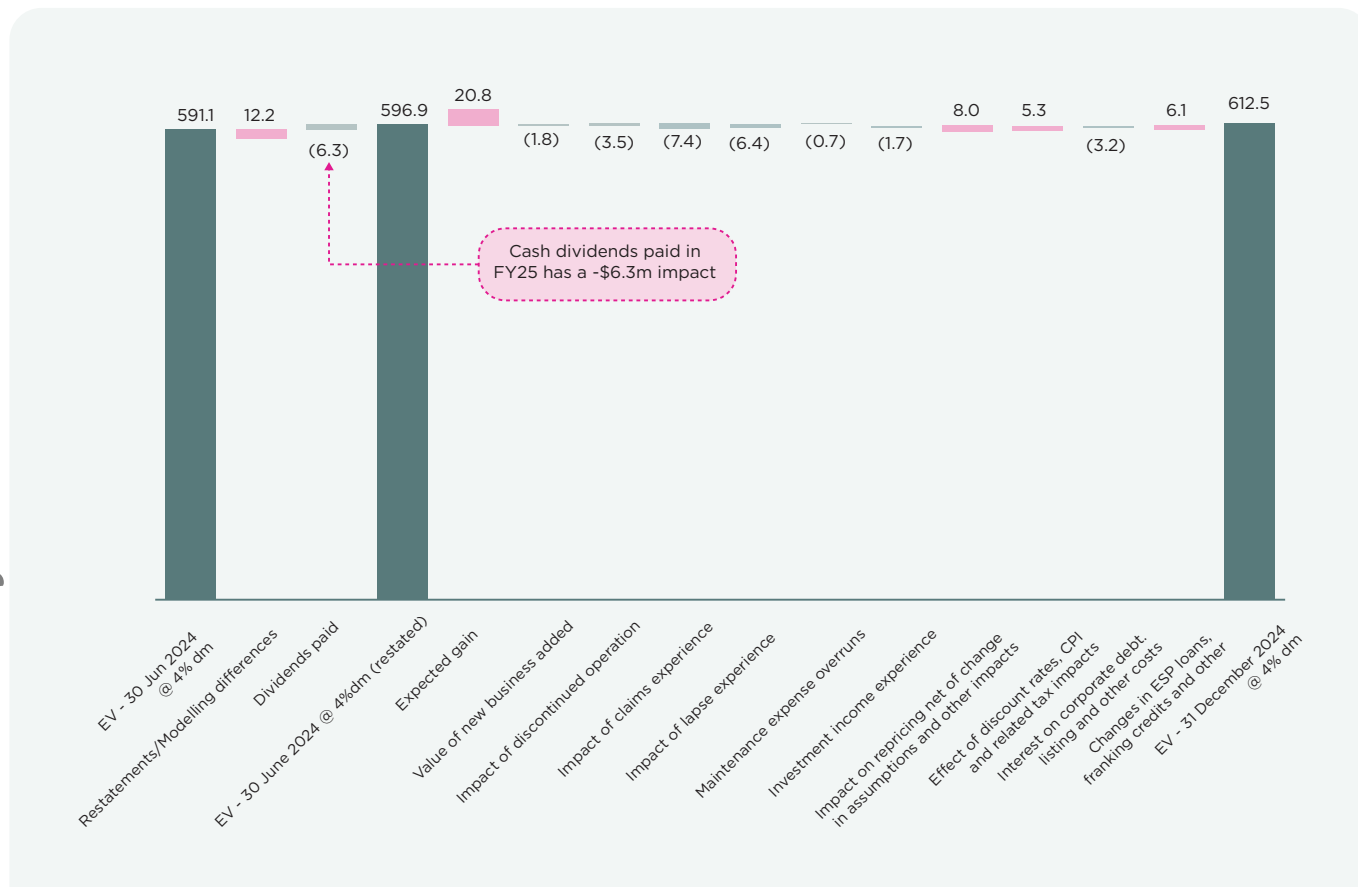 591.1
12.2
(6.3)
596.9
20.8
(1.8)
(3.5)
(7.4)
(6.4)
(0.7)
(1.7)
8.0
5.3
(3.2)
6.1
612.5
Cash dividends paid in
FY25 has a -$6.3m impact
EV - 30 Jun 2024
@ 4% dm
Restatements/Modelling differences
Dividends paid
EV - 30 June 2024 @ 4%dm (restated)
Expected gain
Value of new business added
Impact of discontinued operation
Impact of claims experience
Impact of lapse experience
Maintenance expense overruns
Investment income experience
Impact on repricing net of change
in assumptions and other impacts
Effect of discount rates, CPI
and related tax impacts
Interest on corporate debt.
listing and other costs
Changes in ESP loans,
franking credits and other
EV - 31 December 2024
@ 4% dm